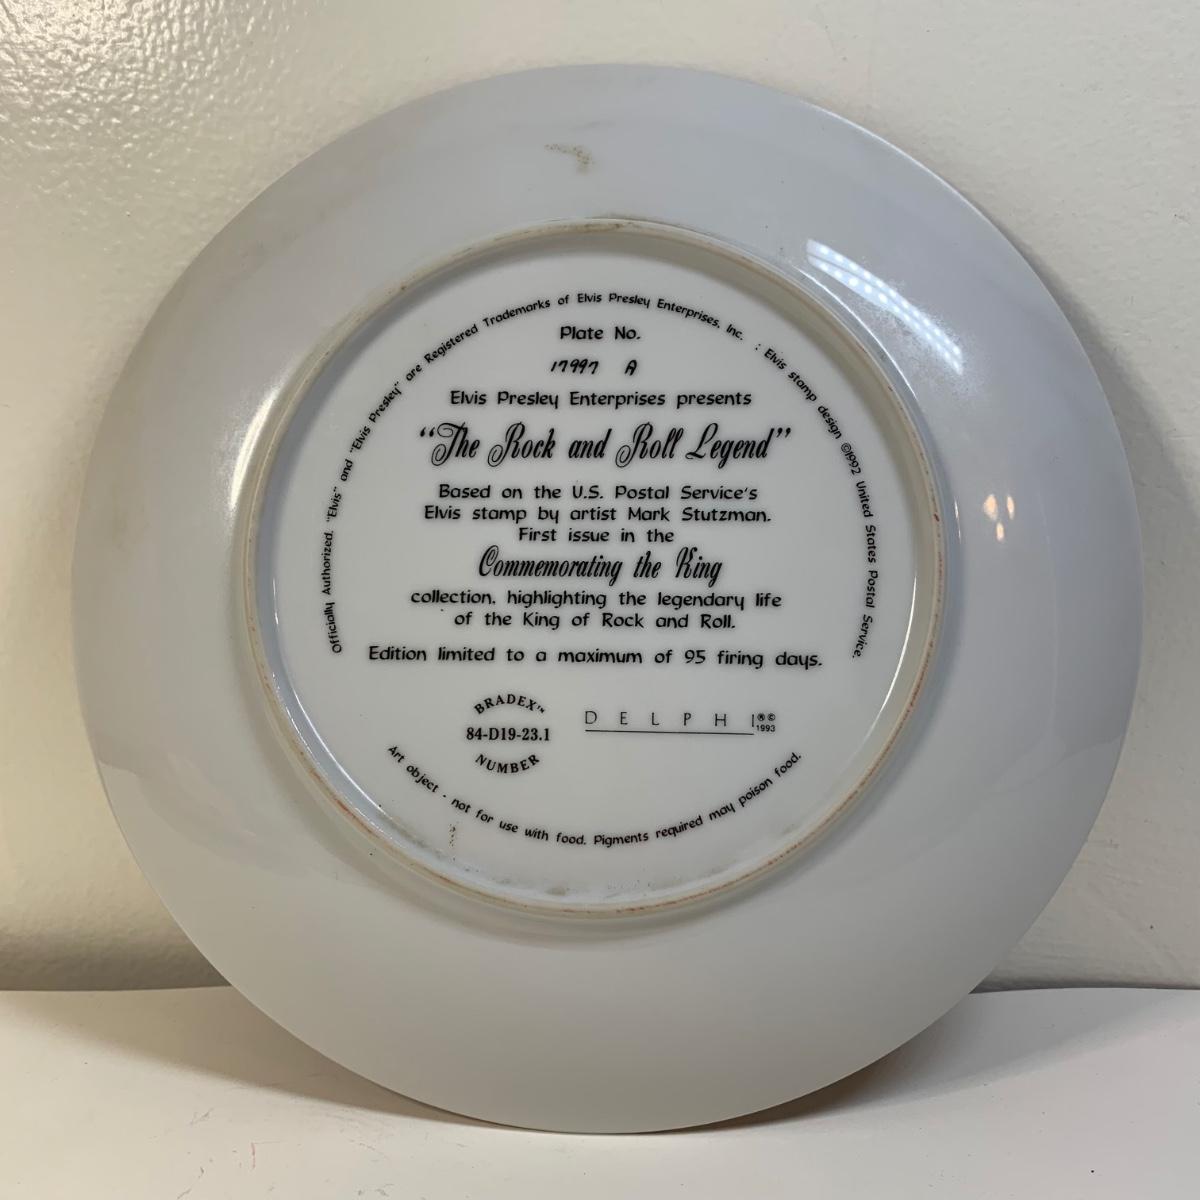 Officially Authorized. "Elvis" and "Elvis Presley" are Registered Trademarks of Elvis Presley Enterprises, Inc. : Elvis stamp design ©1992 United States Postal Service.
Plate No.
17997 A
Elvis Presley Enterprises presents
“The Rock and Roll Legend”
Based on the U.S. Postal Service's
Elvis stamp by artist Mark Stutzman.
First issue in the
Commemorating the King
collection, highlighting the legendary life
of the King of Rock and Roll.
Edition limited to a maximum of 95 firing days.
BRADEX™
84-D19-23.1
NUMBER
DELPHI ®©
1993
Art object - not for use with food. Pigments required may poison food.